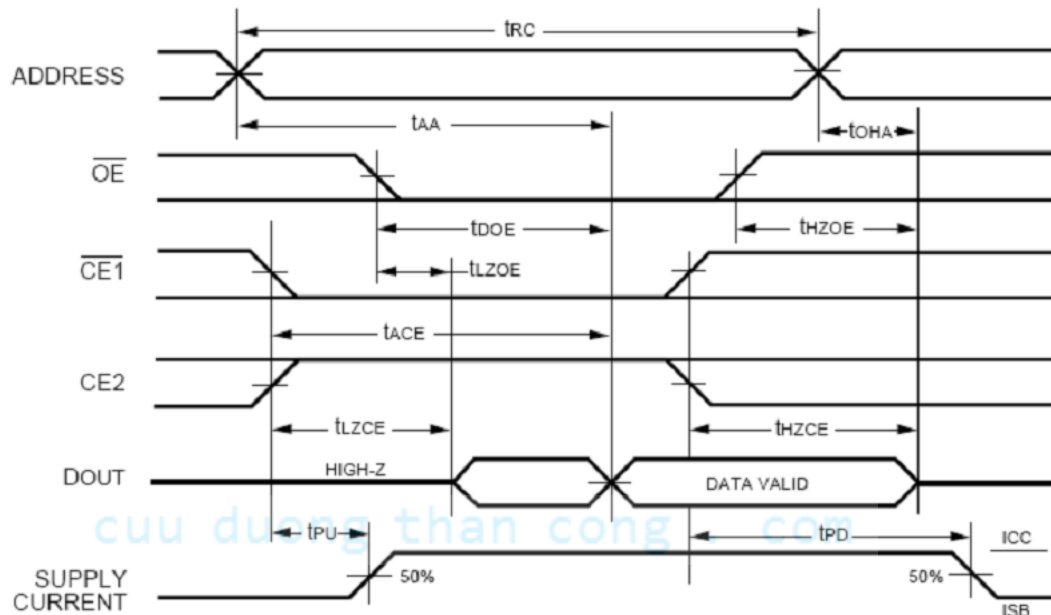 tRC
ADDRESS
tAA
tOHA
OE
tDOE
tHZOE
CE1
tLZOE
tACE
CE2
tLZCE
tHZCE
DOUT
HIGH-Z
DATA VALID
cuu duong than cong . com
tPU
tPD
ICC
SUPPLY
CURRENT
50%
50%
ISB